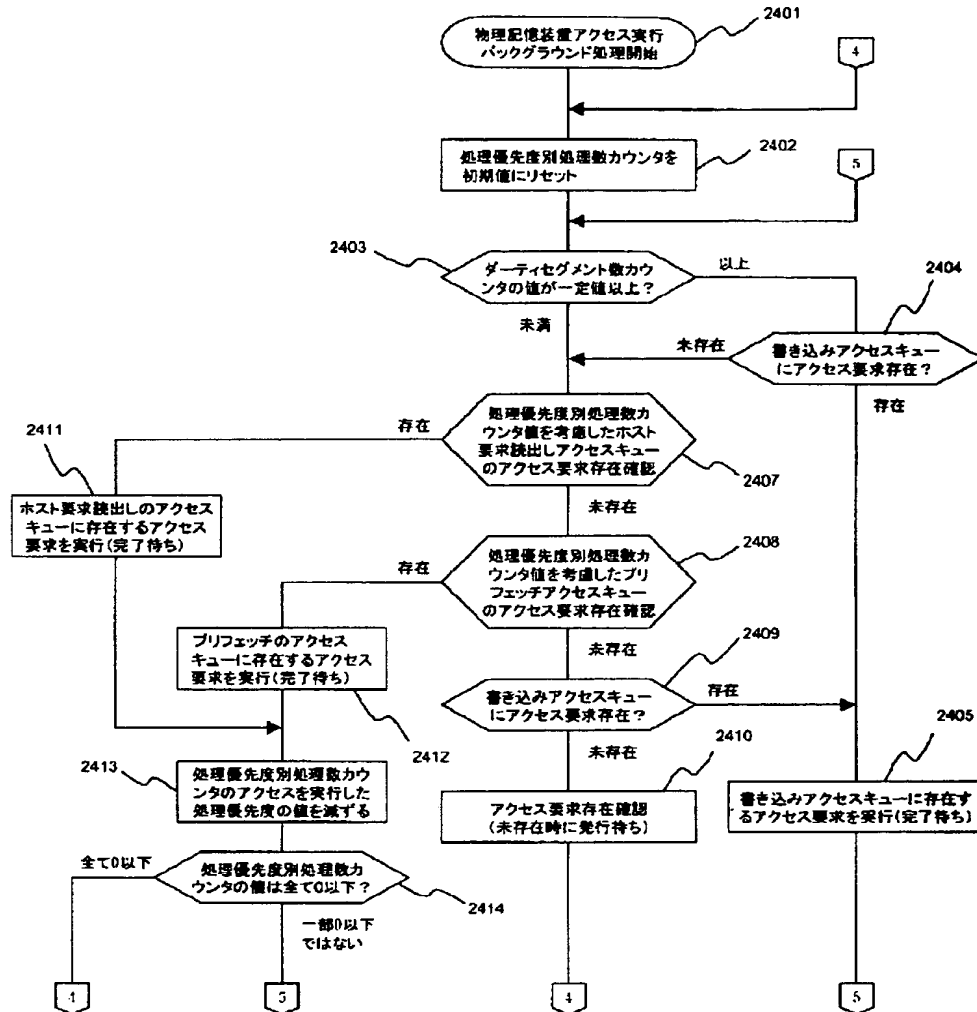 2401
物理記憶装置アクセス実行
バックグラウンド処理開始
4
2402
処理優先度別処理数カウンタを
初期値にリセット
5
2403
ダーティセグメント数カウ
ンタの値が一定値以上?
以上
2404
未満
未存在
書き込みアクセスキュー
にアクセス要求存在?
存在
2411
存在
処理優先度別処理数カ
ウンタ値を考慮したホスト
要求読出しアクセスキュー
のアクセス要求存在確認
2407
ホスト要求読出しのアクセス
キューに存在するアクセス
要求を実行(完了待ち)
未存在
2408
存在
処理優先度別処理数カ
ウンタ値を考慮したプリ
フェッチアクセスキュー
のアクセス要求存在確認
プリフェッチのアクセス
キューに存在するアクセス
要求を実行(完了待ち)
2412
未存在
2409
書き込みアクセスキュー
にアクセス要求存在?
存在
2405
未存在
2410
2413
処理優先度別処理数カウ
ンタのアクセスを実行した
処理優先度の値を減ずる
アクセス要求存在確認
(未存在時に発行待ち)
書き込みアクセスキューに存在す
るアクセス要求を実行(完了待ち)
全て0以下
処理優先度別処理数カ
ウンタの値は全て0以下?
2414
一部0以下
ではない
4
5
4
5